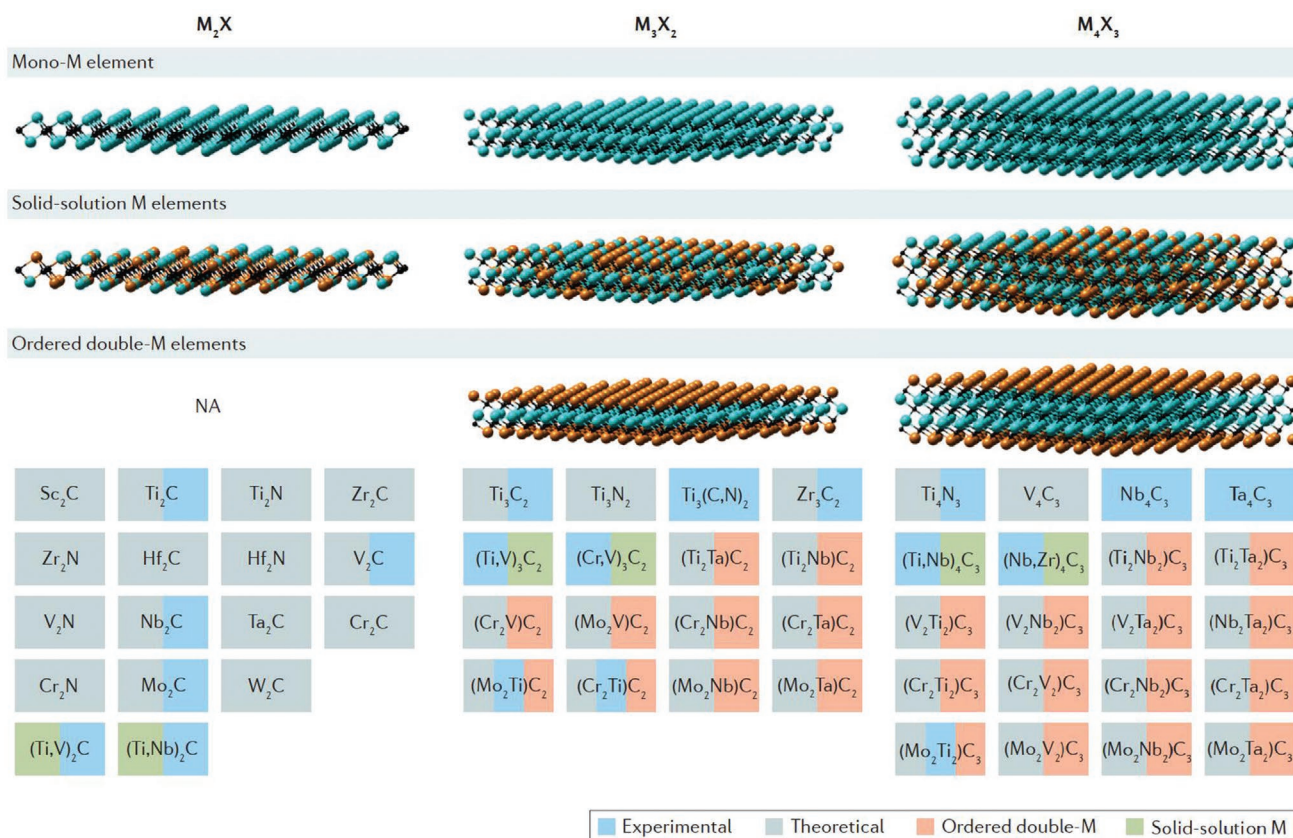 M₂X M₃X₂ M₄X₃
Mono-M element
Solid-solution M elements
Ordered double-M elements
NA
Sc₂C Ti₂C Ti₂N Zr₂C Ti₃C₂ Ti₃N₂ Ti₃(C,N)₂ Zr₃C₂ Ti₄N₃ V₄C₃ Nb₄C₃ Ta₄C₃
Zr₂N Hf₂C Hf₂N V₂C (Ti,V)₃C₂ (Cr,V)₃C₂ (Ti₂Ta)C₂ (Ti₂Nb)C₂ (Ti,Nb)₄C₃ (Nb,Zr)₄C₃ (Ti₂Nb₂)C₃ (Ti₂Ta₂)C₃
V₂N Nb₂C Ta₂C Cr₂C (Cr₂V)C₂ (Mo₂V)C₂ (Cr₂Nb)C₂ (Cr₂Ta)C₂ (V₂Ti₂)C₃ (V₂Nb₂)C₃ (V₂Ta₂)C₃ (Nb₂Ta₂)C₃
Cr₂N Mo₂C W₂C (Mo₂Ti)C₂ (Cr₂Ti)C₂ (Mo₂Nb)C₂ (Mo₂Ta)C₂ (Cr₂Ti₂)C₃ (Cr₂V₂)C₃ (Cr₂Nb₂)C₃ (Cr₂Ta₂)C₃
(Ti,V)₂C (Ti,Nb)₂C (Mo₂Ti₂)C₃ (Mo₂V₂)C₃ (Mo₂Nb₂)C₃ (Mo₂Ta₂)C₃
Experimental Theoretical Ordered double-M Solid-solution M